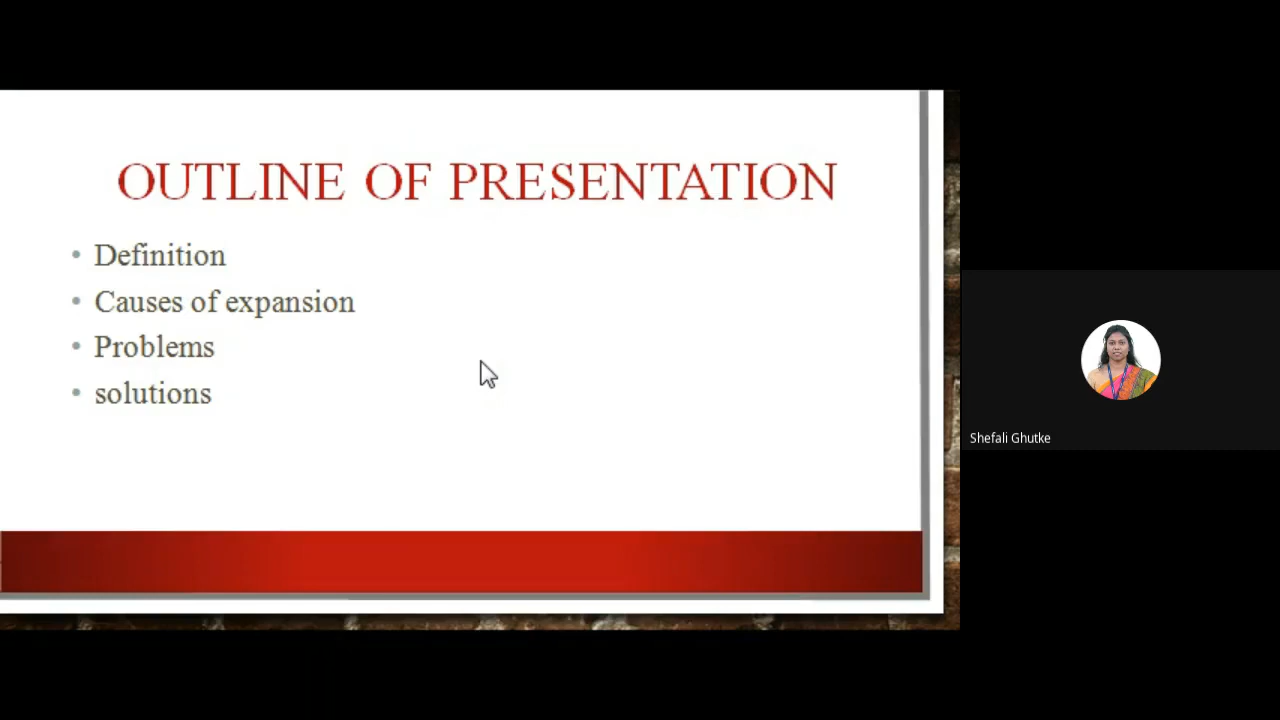 OUTLINE OF PRESENTATION
• Definition
• Causes of expansion
• Problems
• solutions
Shefali Ghutke